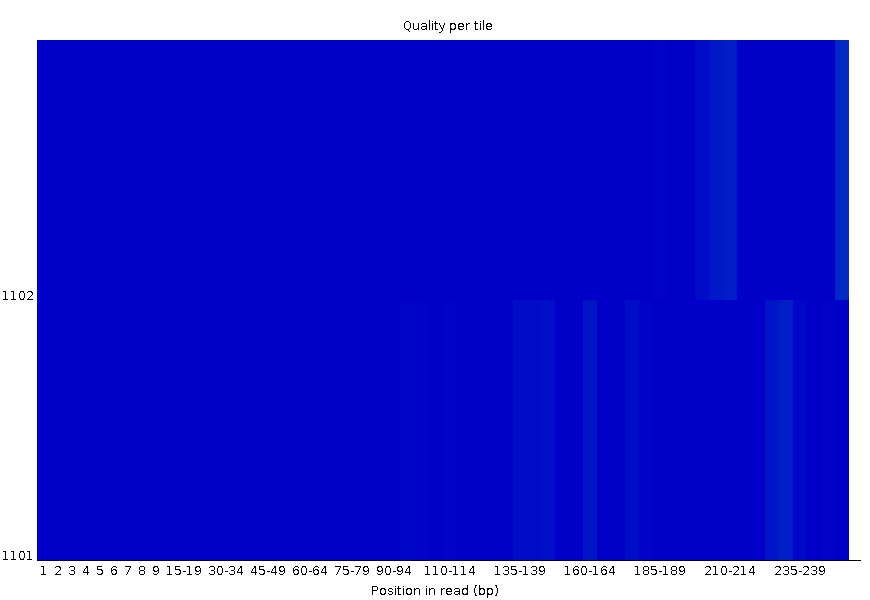 Quality per tile
1102
1101
1 2 3 4 5 6 7 8 9 15-19 30-34 45-49 60-64 75-79 90-94 110-114 135-139 160-164 185-189 210-214 235-239
Position in read (bp)